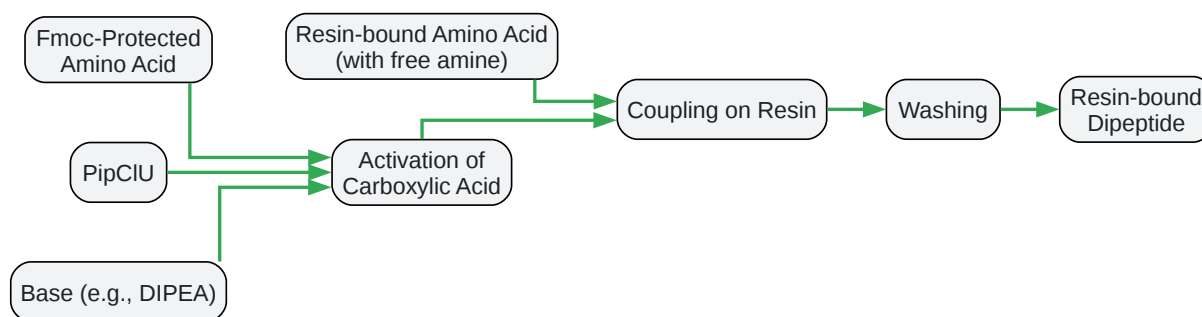 Fmoc-Protected
Amino Acid
Resin-bound Amino Acid
(with free amine)
Coupling on Resin
Washing
Resin-bound
Dipeptide
PipClU
Activation of
Carboxylic Acid
Base (e.g., DIPEA)